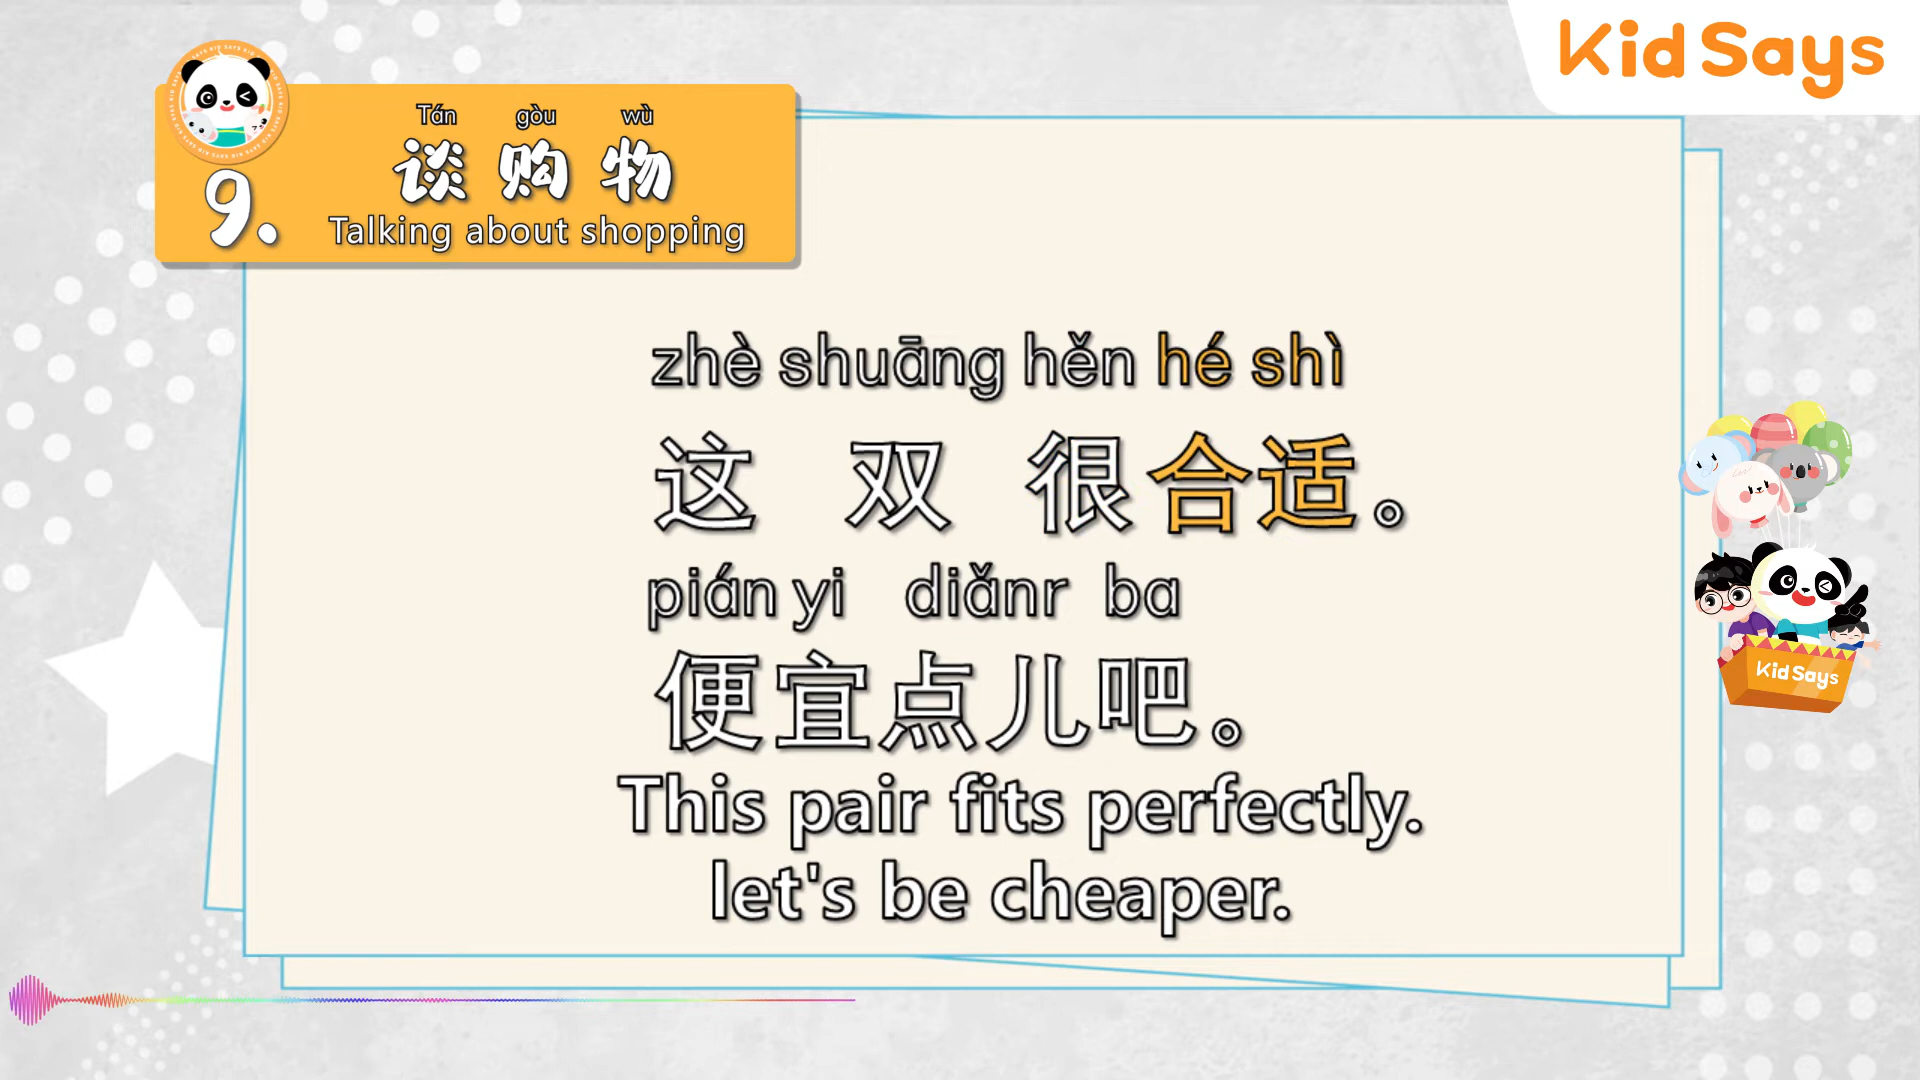 Kid Says
Tán gòu wù
谈购物
9.
Talking about shopping
zhè shuāng hěn hé shì
这 双 很合适。
pián yi diǎnr ba
便宜点儿吧。
This pair fits perfectly.
let's be cheaper.
Kid Says